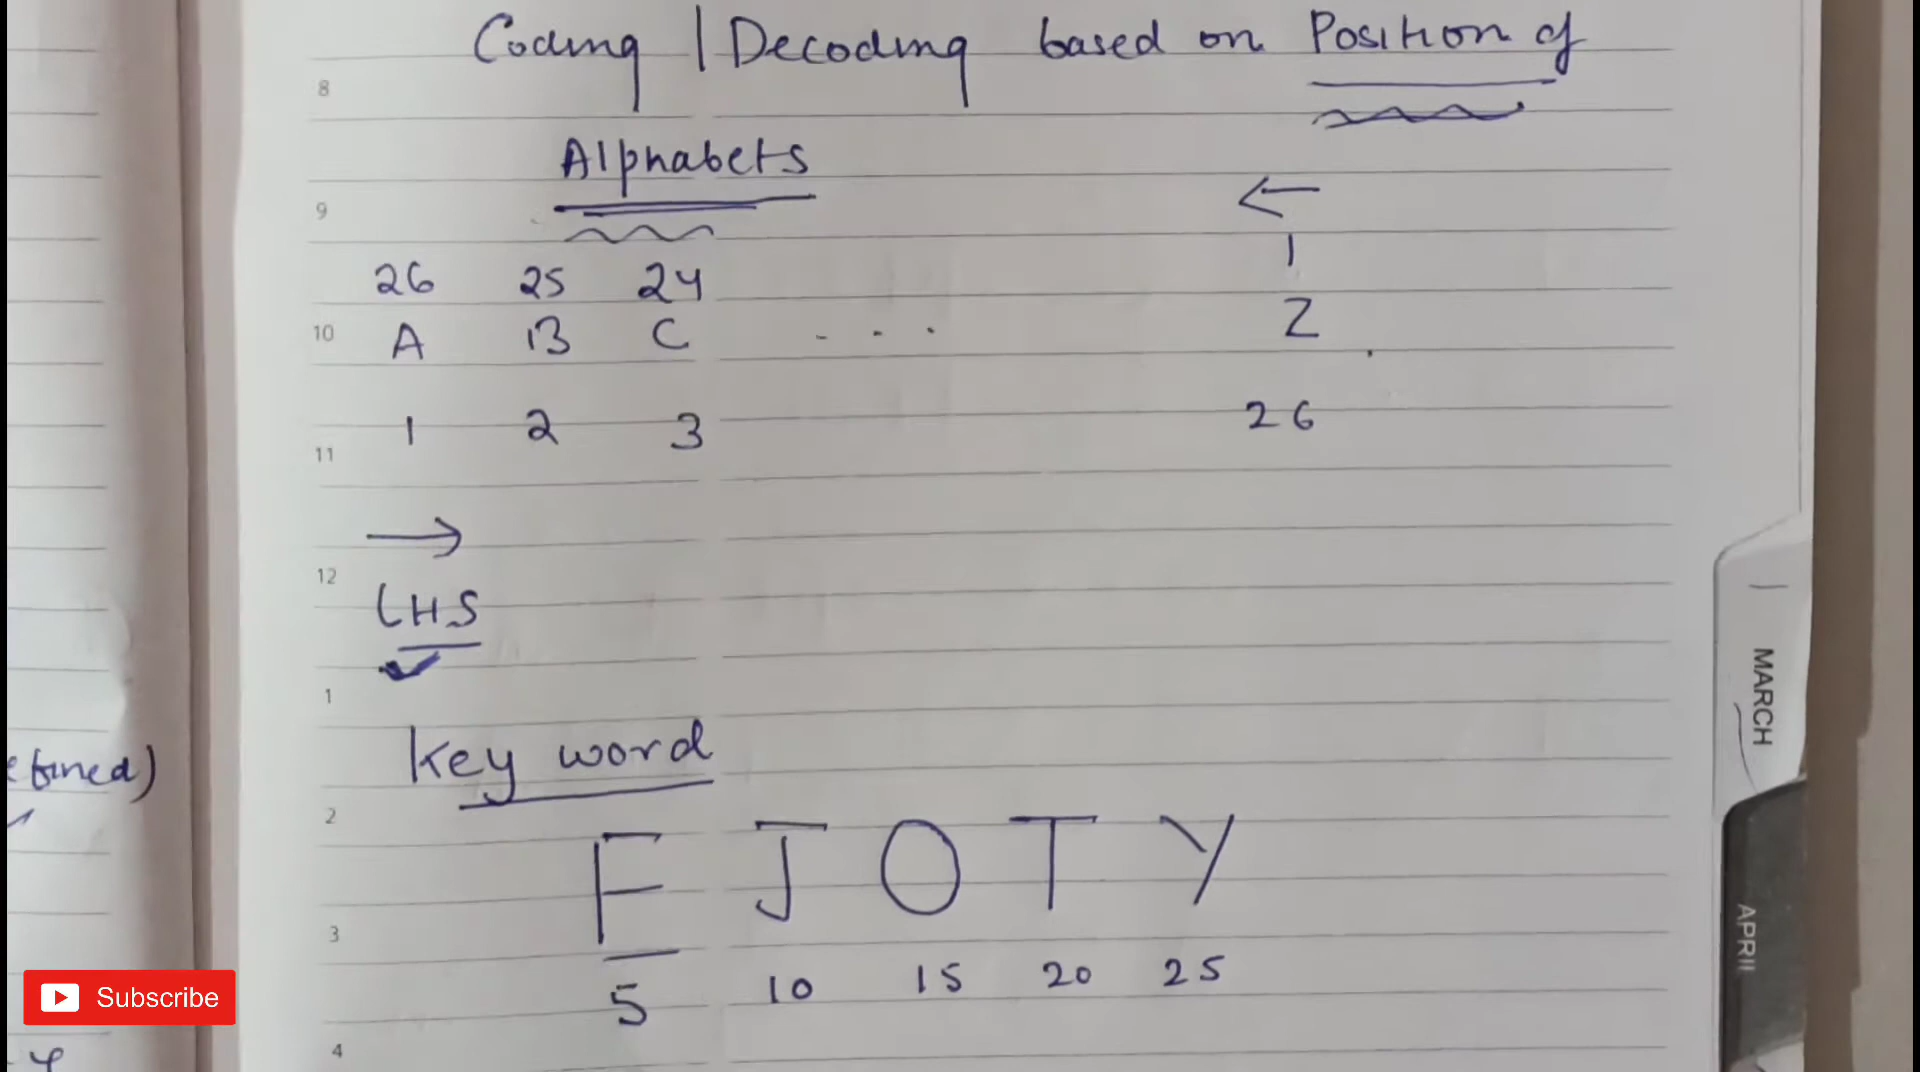 Coding | Decoding based on Position of
8
Alphabets
9
←
1
26 25 24
10 A B C - . . Z
1 2 3 26
11
→
12
LHS
1
Key word
2
E J O T Y
3
5 10 15 20 25
4
etined)
MARCH
APRIL
Subscribe